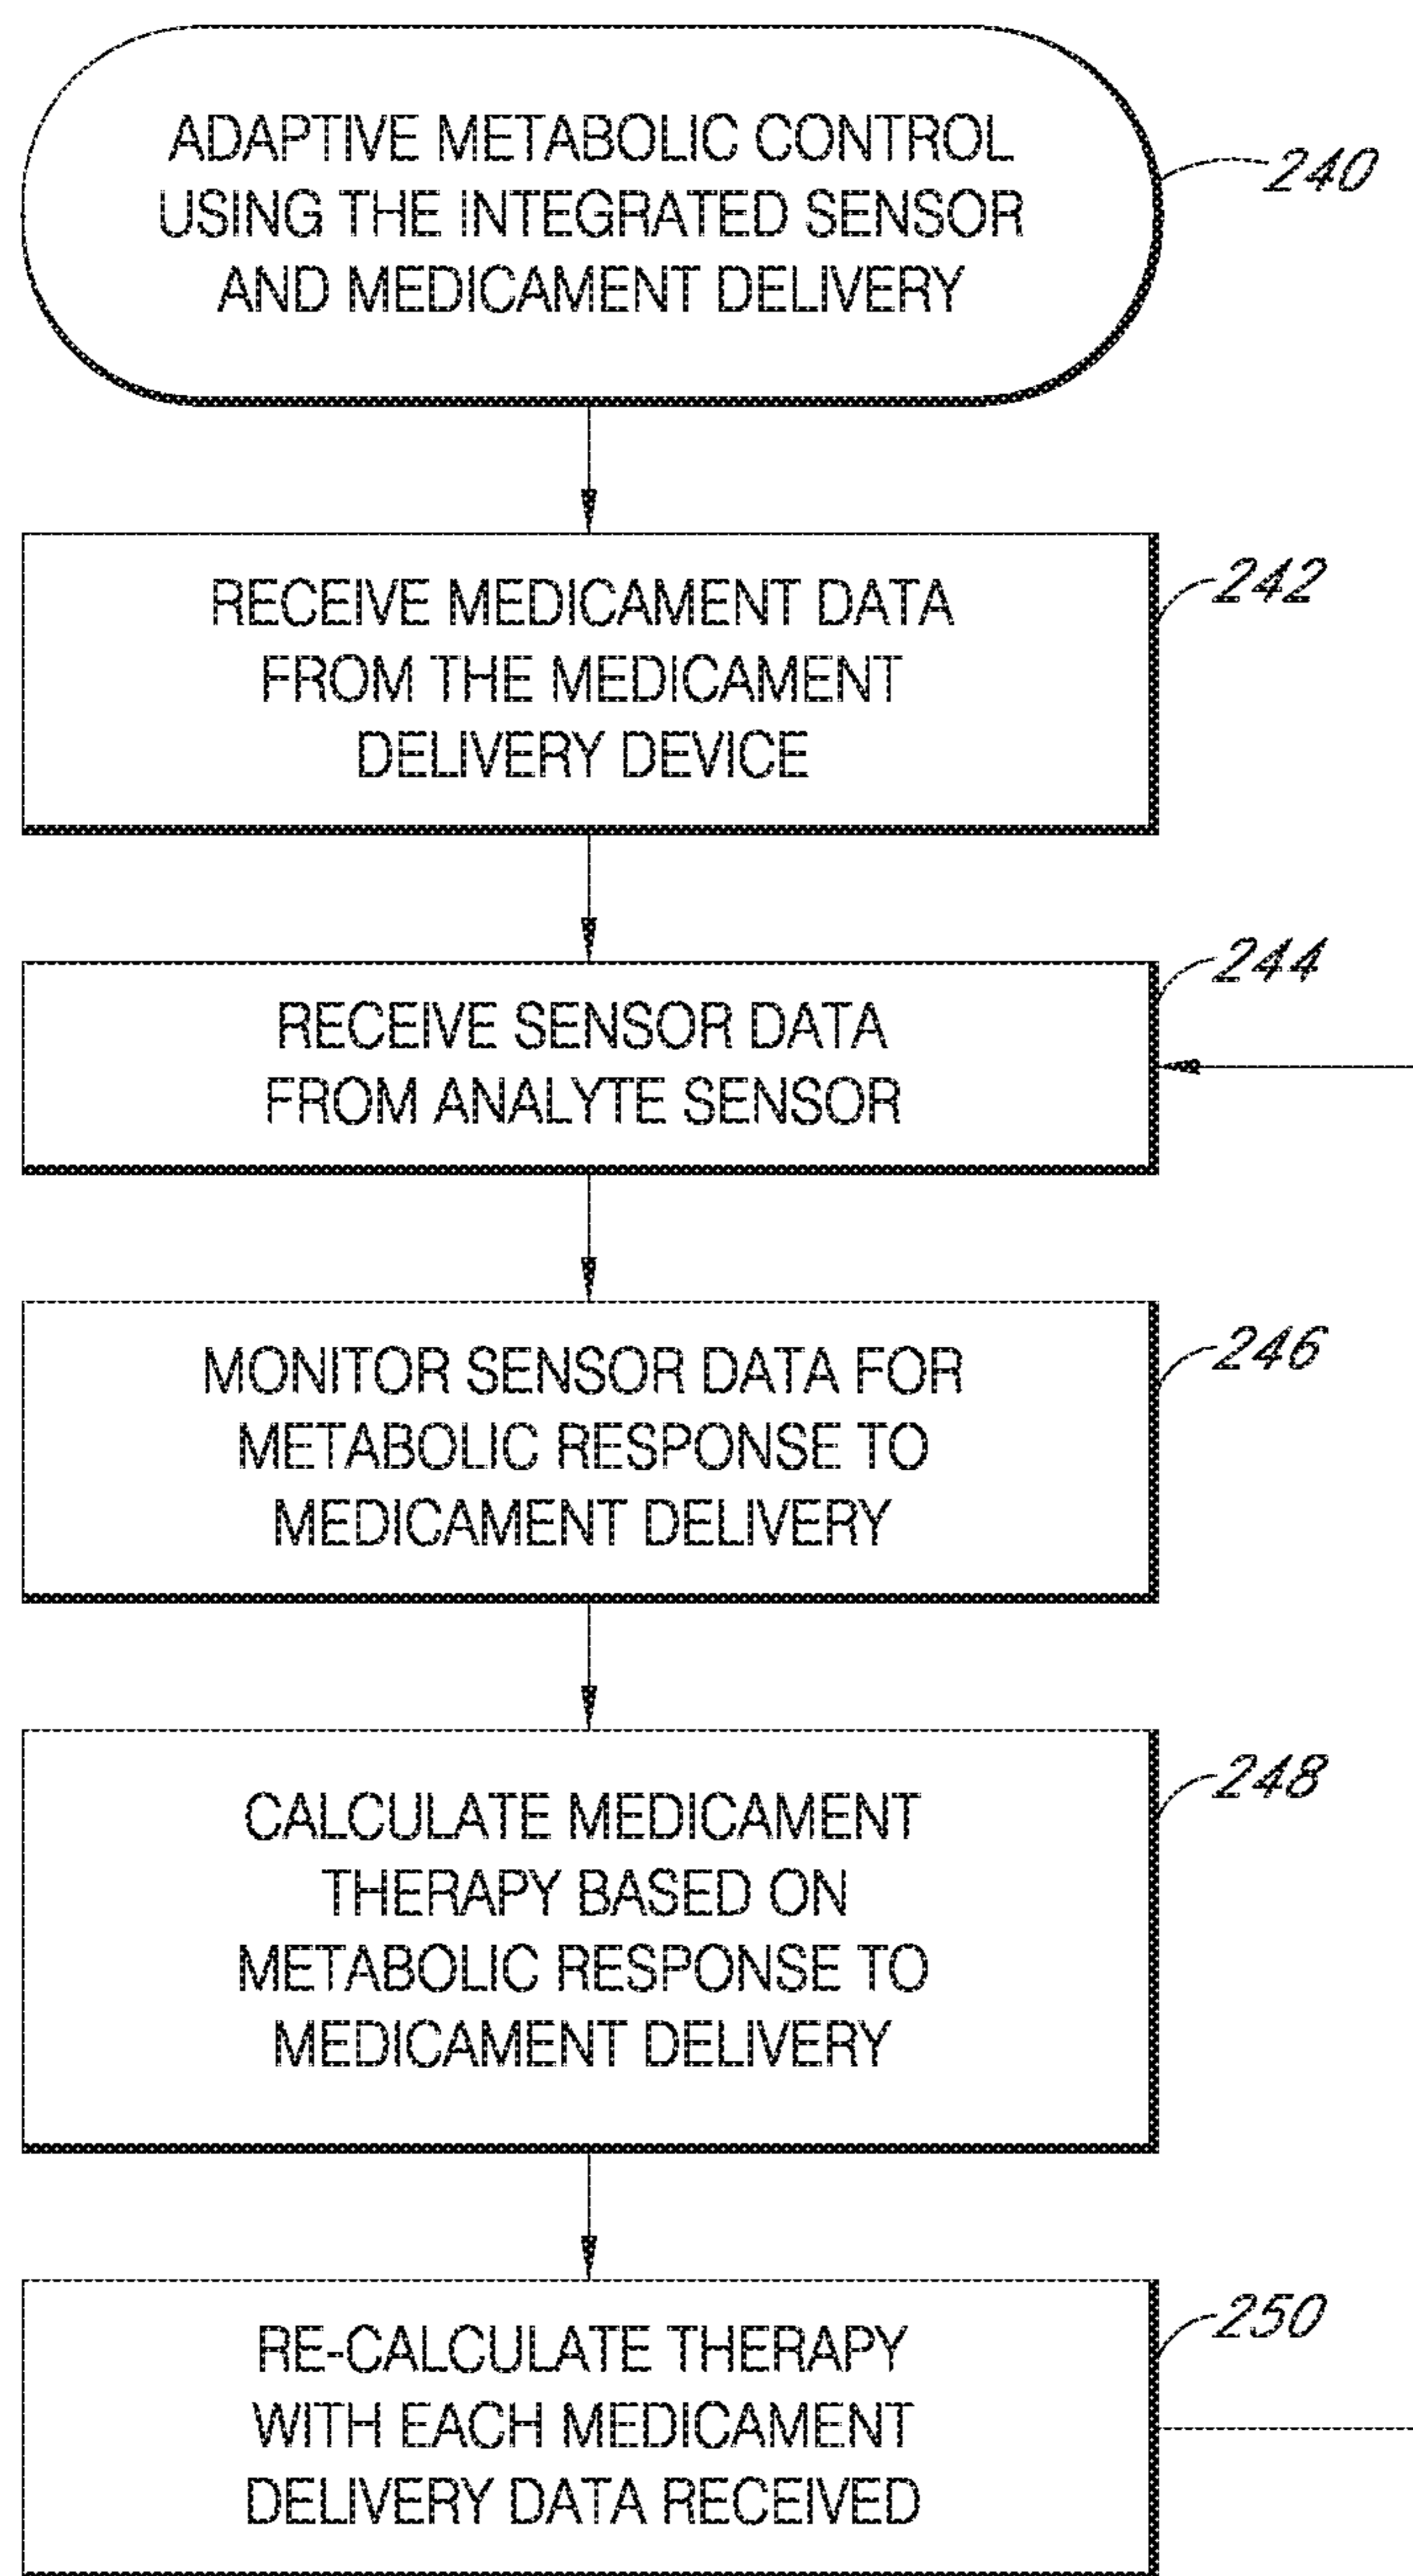 ADAPTIVE METABOLIC CONTROL
USING THE INTEGRATED SENSOR
AND MEDICAMENT DELIVERY
240
RECEIVE MEDICAMENT DATA
FROM THE MEDICAMENT
DELIVERY DEVICE
242
RECEIVE SENSOR DATA
FROM ANALYTE SENSOR
244
MONITOR SENSOR DATA FOR
METABOLIC RESPONSE TO
MEDICAMENT DELIVERY
246
CALCULATE MEDICAMENT
THERAPY BASED ON
METABOLIC RESPONSE TO
MEDICAMENT DELIVERY
248
RE-CALCULATE THERAPY
WITH EACH MEDICAMENT
DELIVERY DATA RECEIVED
250